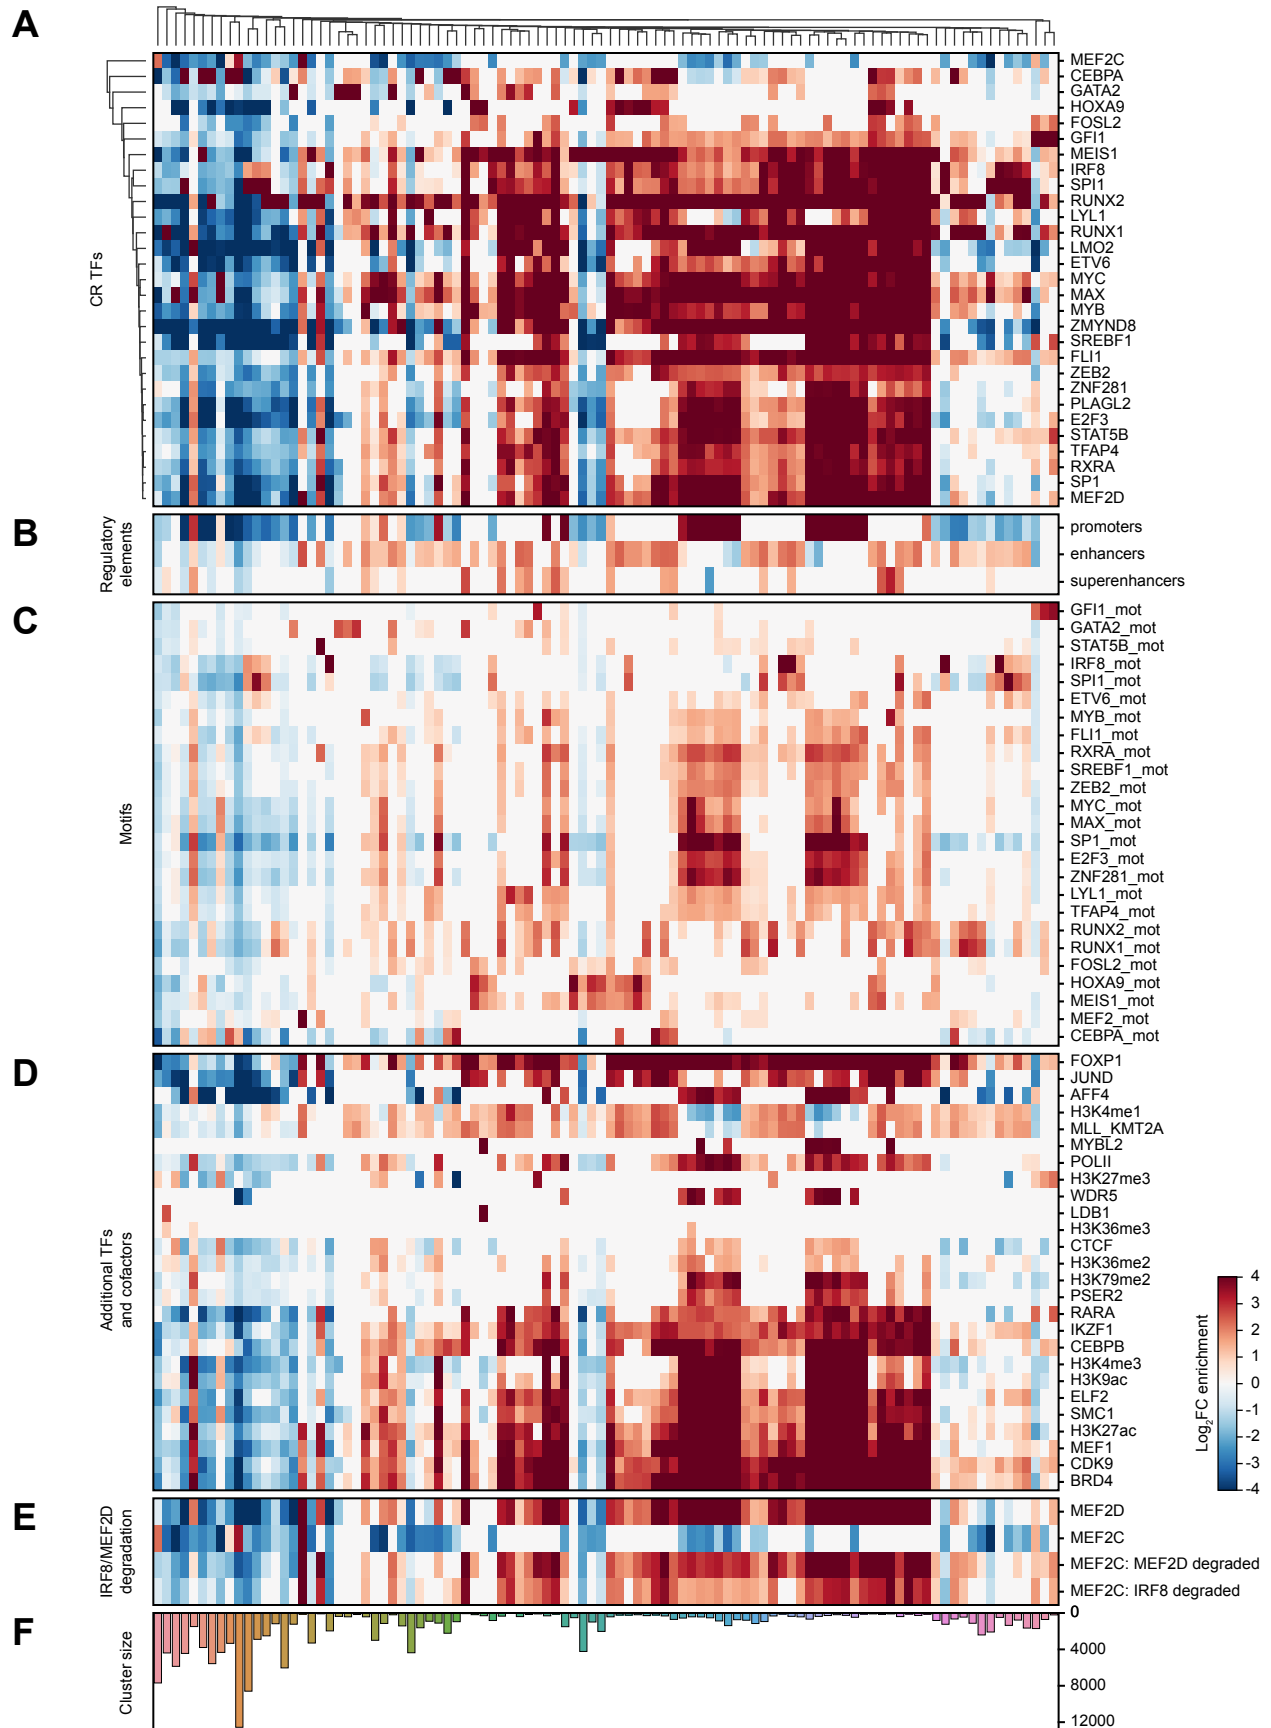 A
CR TFs
MEF2C
CEBPA
GATA2
HOXA9
FOSL2
GFI1
MEIS1
IRF8
SPI1
RUNX2
LYL1
RUNX1
LMO2
ETV6
MYC
MAX
MYB
ZMYND8
SREBF1
FLI1
ZEB2
ZNF281
PLAGL2
E2F3
STAT5B
TFAP4
RXRA
SP1
MEF2D
B
Regulatory
elements
promoters
enhancers
superenhancers
C
Motifs
GFI1_mot
GATA2_mot
STAT5B_mot
IRF8_mot
SPI1_mot
ETV6_mot
MYB_mot
FLI1_mot
RXRA_mot
SREBF1_mot
ZEB2_mot
MYC_mot
MAX_mot
SP1_mot
E2F3_mot
ZNF281_mot
LYL1_mot
TFAP4_mot
RUNX2_mot
RUNX1_mot
FOSL2_mot
HOXA9_mot
MEIS1_mot
MEF2_mot
CEBPA_mot
D
Additional TFs
and cofactors
FOXP1
JUND
AFF4
H3K4me1
MLL_KMT2A
MYBL2
POLII
H3K27me3
WDR5
LDB1
H3K36me3
CTCF
H3K36me2
H3K79me2
PSER2
RARA
IKZF1
CEBPB
H3K4me3
H3K9ac
ELF2
SMC1
H3K27ac
MEF1
CDK9
BRD4
Log2FC enrichment
4
3
2
1
0
-1
-2
-3
-4
E
IRF8/MEF2D
degradation
MEF2D
MEF2C
MEF2C: MEF2D degraded
MEF2C: IRF8 degraded
F
Cluster size
0
4000
8000
12000